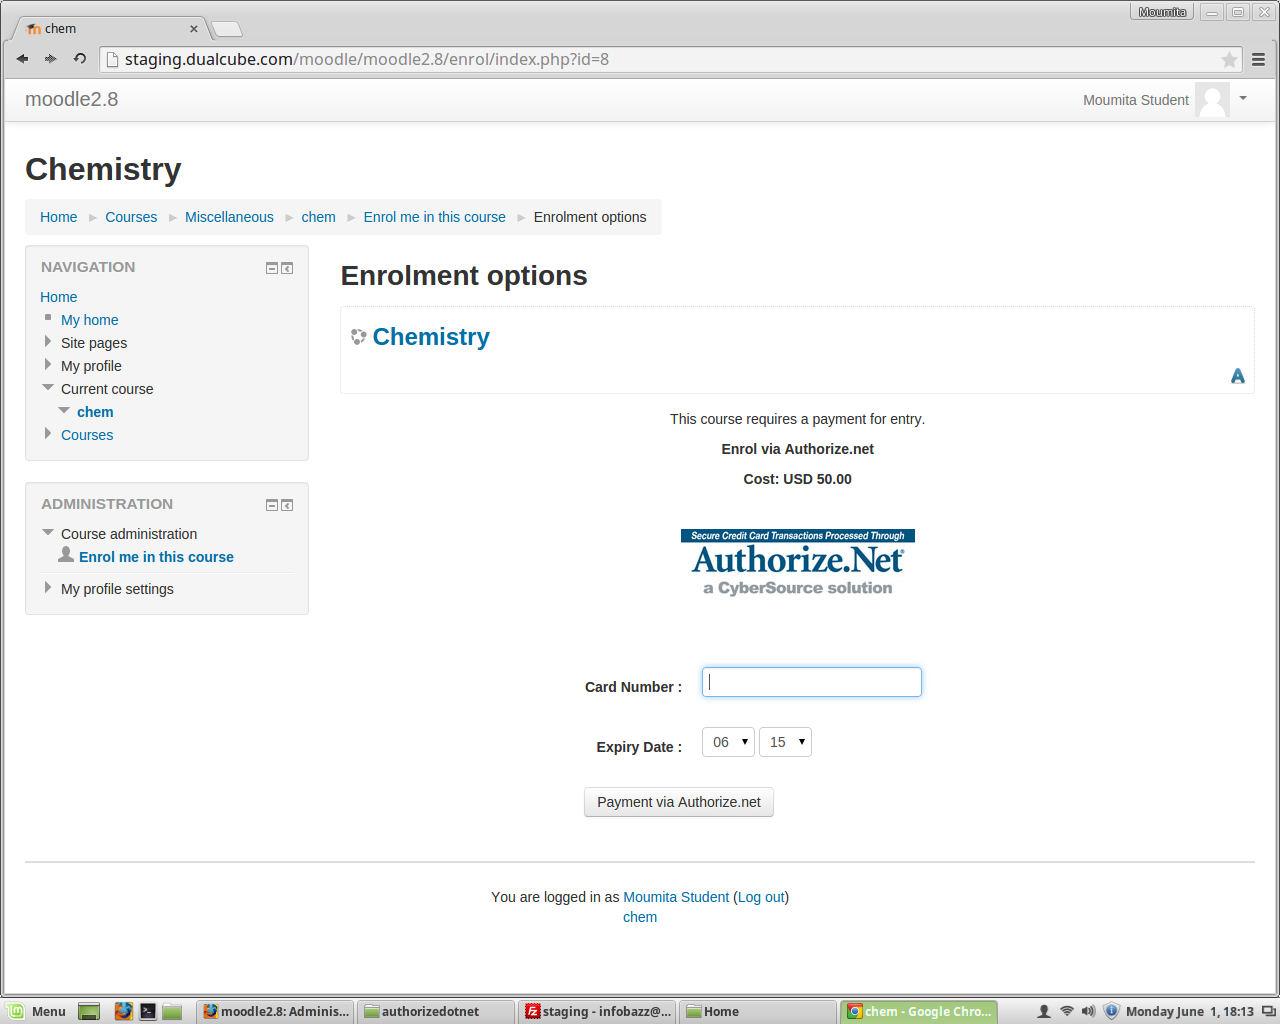 Moumita
chem
staging.dualcube.com/moodle/moodle2.8/enrol/index.php?id=8
moodle2.8
Moumita Student
Chemistry
Home ► Courses ► Miscellaneous ► chem ► Enrol me in this course ► Enrolment options
NAVIGATION
Home
My home
Site pages
My profile
Current course
chem
Courses
ADMINISTRATION
Course administration
Enrol me in this course
My profile settings
Enrolment options
Chemistry
This course requires a payment for entry.
Enrol via Authorize.net
Cost: USD 50.00
Secure Credit Card Transactions Processed Through
Authorize.Net®
a CyberSource solution
Card Number :
Expiry Date : 06 15
Payment via Authorize.net
You are logged in as Moumita Student (Log out)
chem
Menu moodle2.8: Adminis... authorizedotnet staging - infobazz@... Home chem - Google Chro... Monday June 1, 18:13